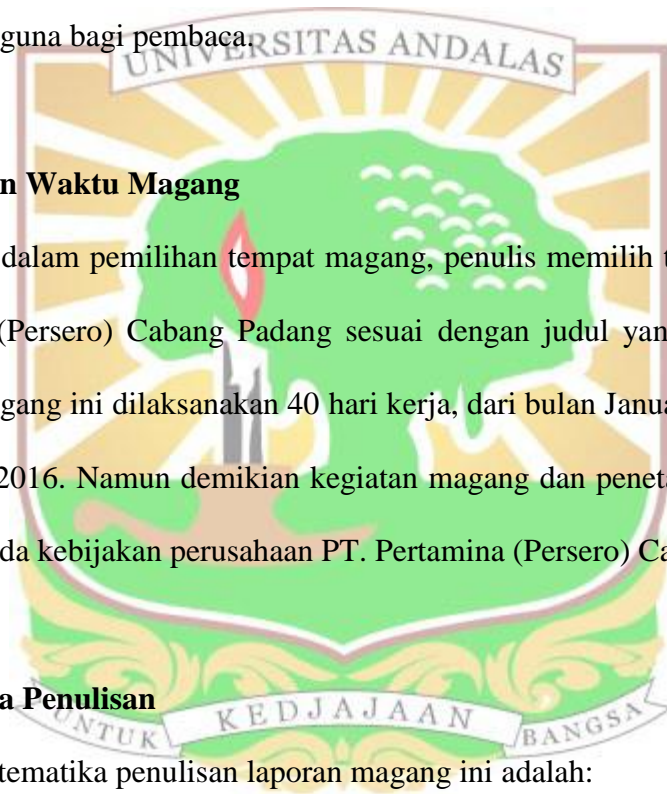 guna bagi pembaca.
UNIVERSITAS ANDALAS
n Waktu Magang
dalam pemilihan tempat magang, penulis memilih t
(Persero) Cabang Padang sesuai dengan judul yan
gang ini dilaksanakan 40 hari kerja, dari bulan Janua
2016. Namun demikian kegiatan magang dan peneta
da kebijakan perusahaan PT. Pertamina (Persero) Ca
a Penulisan
UNTUK KEDJAJAAN BANGSA
tematika penulisan laporan magang ini adalah: